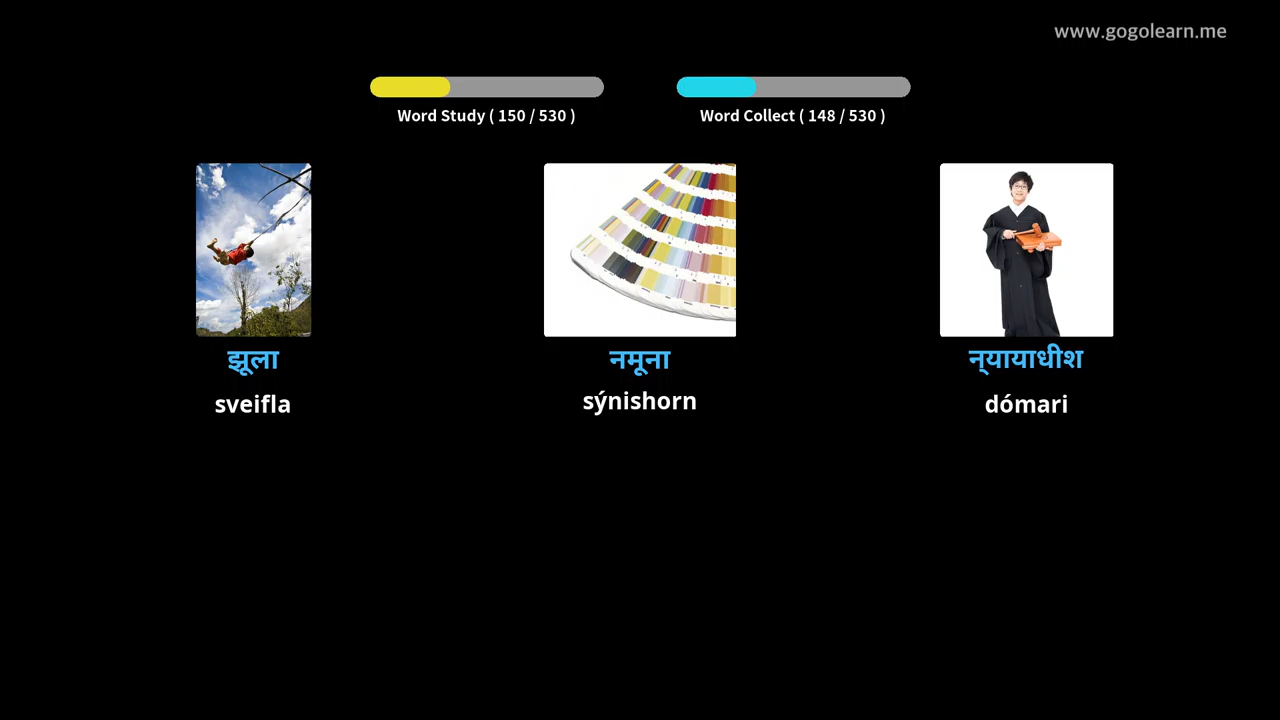 www.gogolearn.me
Word Study ( 150 / 530 )
Word Collect ( 148 / 530 )
झूला
नमूना
न्यायाधीश
sveifla
sýnishorn
dómari